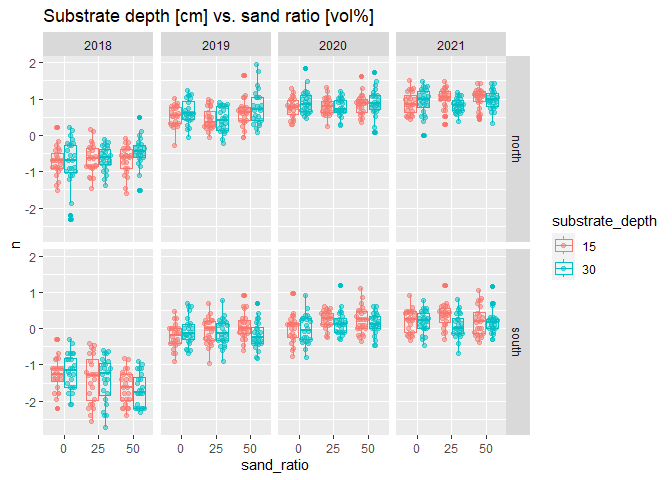 Substrate depth [cm] vs. sand ratio [vol%]
2018 2019 2020 2021
2
1
0
-1
-2
north
n
2
1
0
-1
-2
south
0 25 50 0 25 50 0 25 50 0 25 50
sand_ratio
substrate_depth
15
30